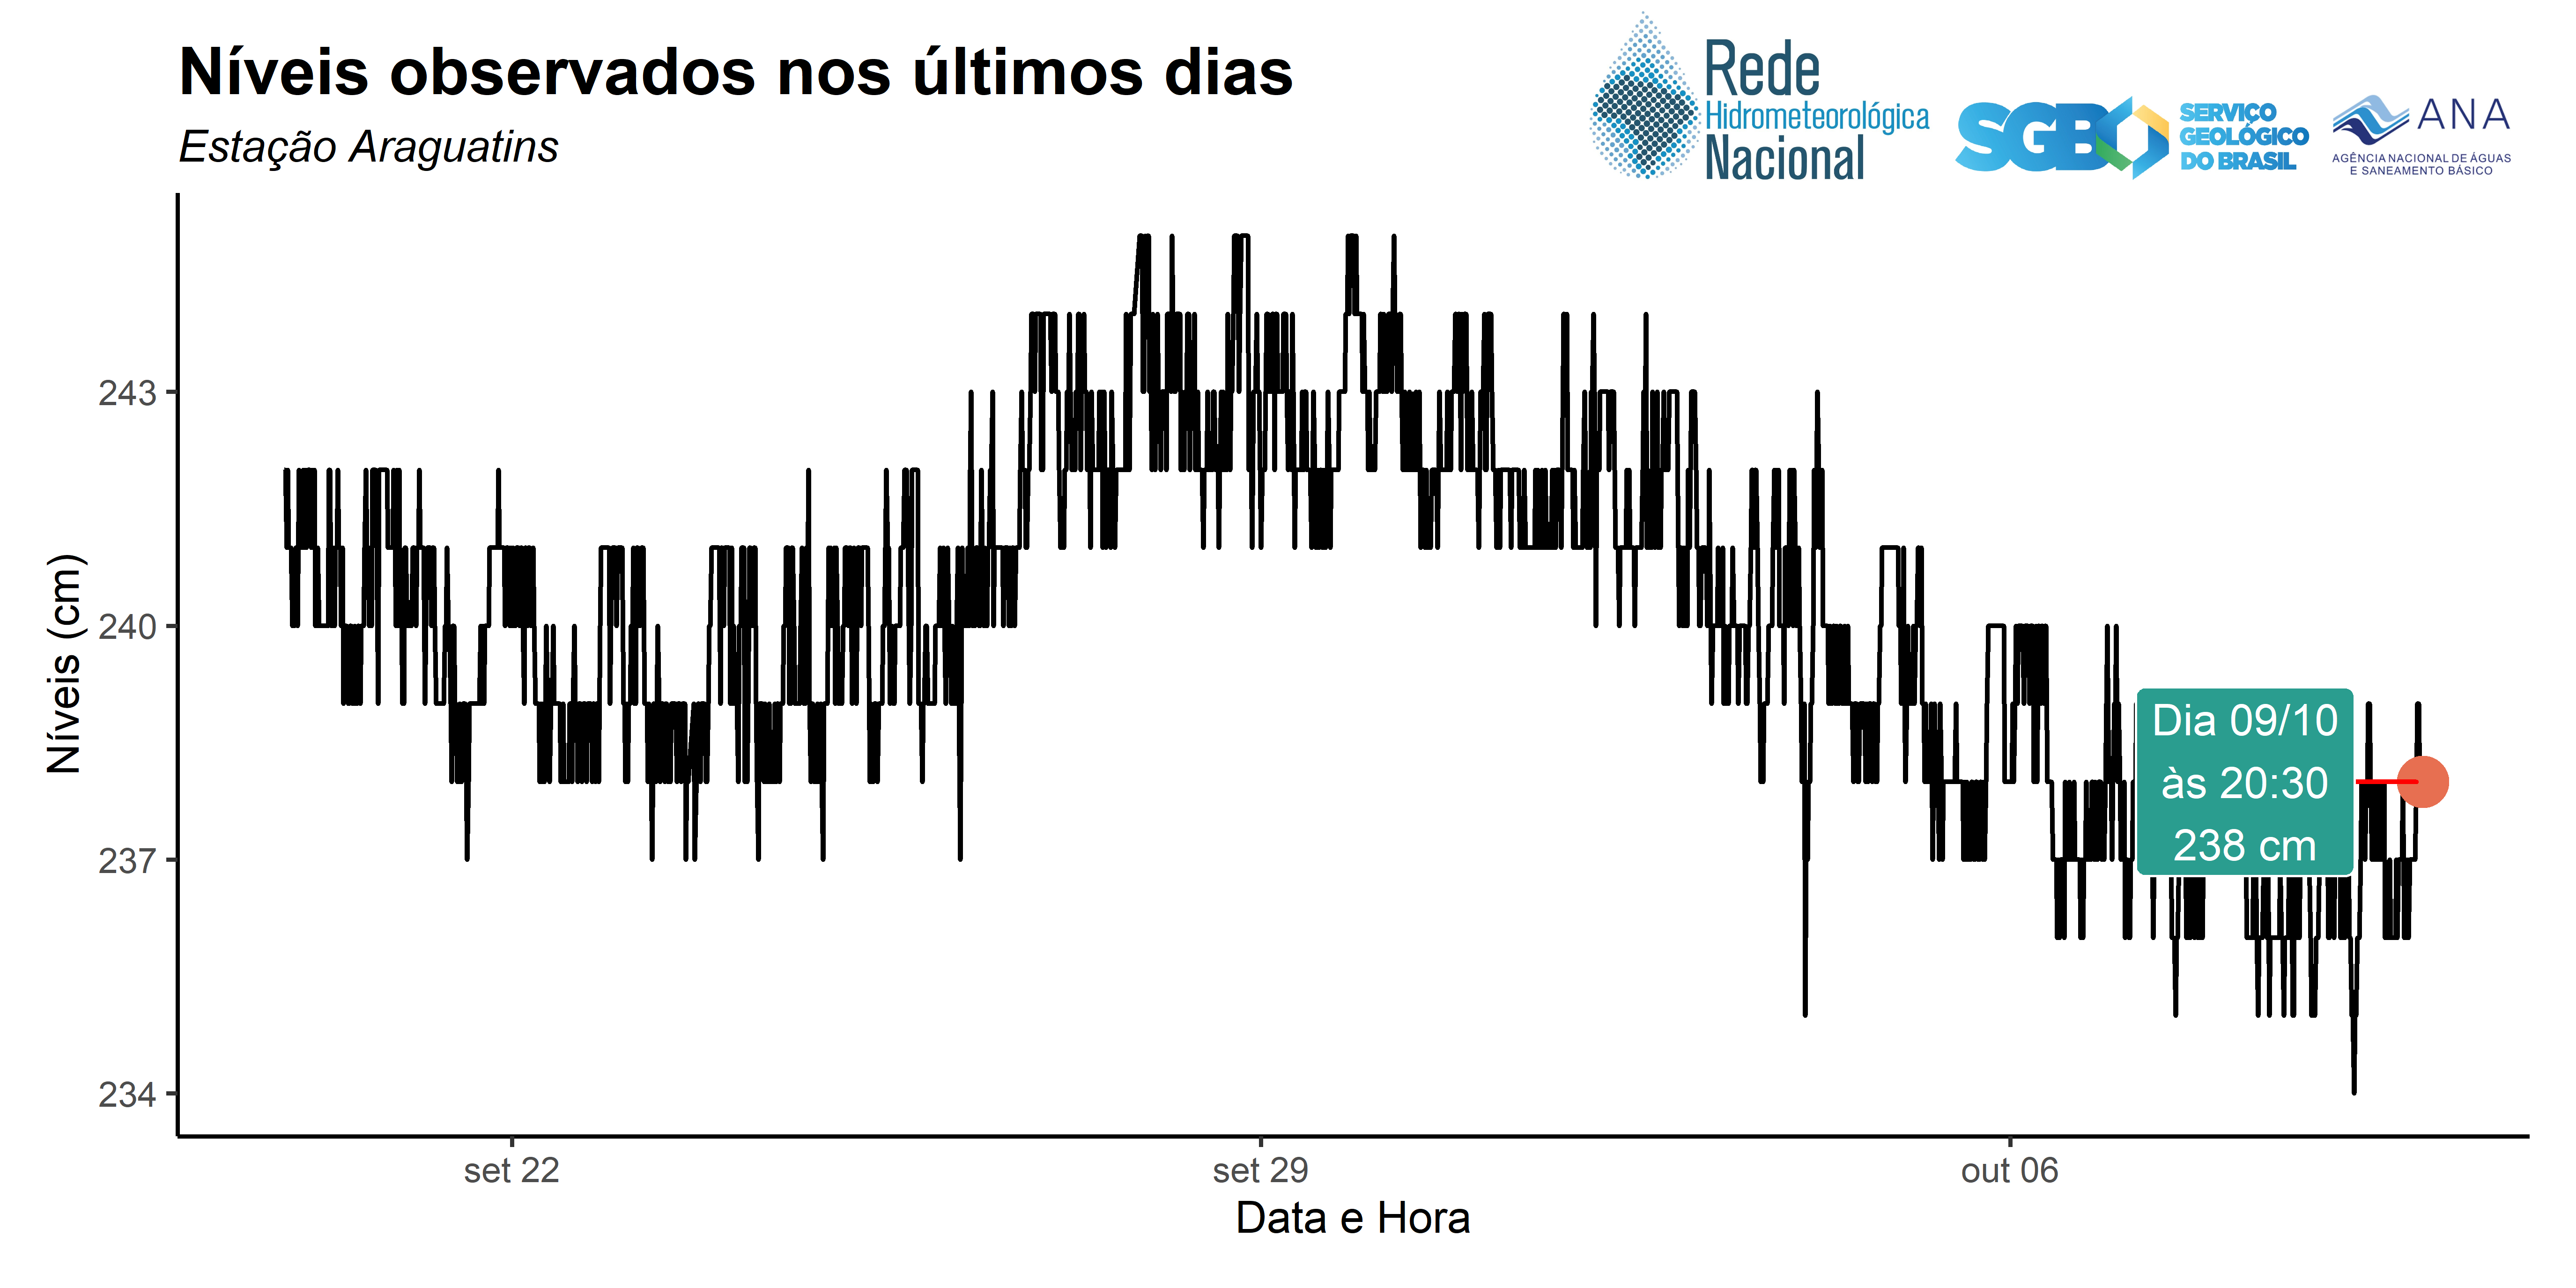 Níveis observados nos últimos dias
Estação Araguatins
Rede
Hidrometeorológica
Nacional
SGB
SERVIÇO
GEOLÓGICO
DO BRASIL
ANA
AGÊNCIA NACIONAL DE ÁGUAS
E SANEAMENTO BÁSICO
Níveis (cm)
243
240
237
234
Dia 09/10
às 20:30
238 cm
set 22
set 29
out 06
Data e Hora